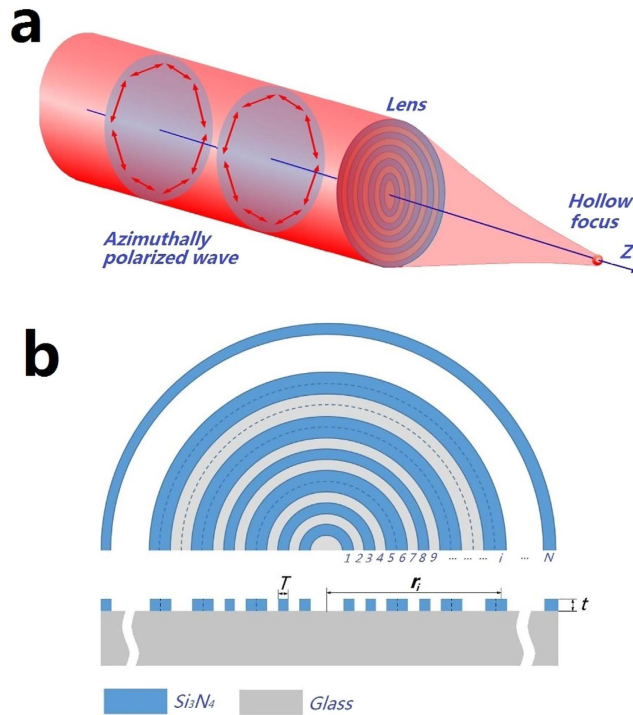 a
Lens
Hollow
focus
Z
Azimuthally
polarized wave
b
1 2 3 4 5 6 7 8 9 ... ... ... i ... N
T
rᵢ
t
Si₃N₄
Glass